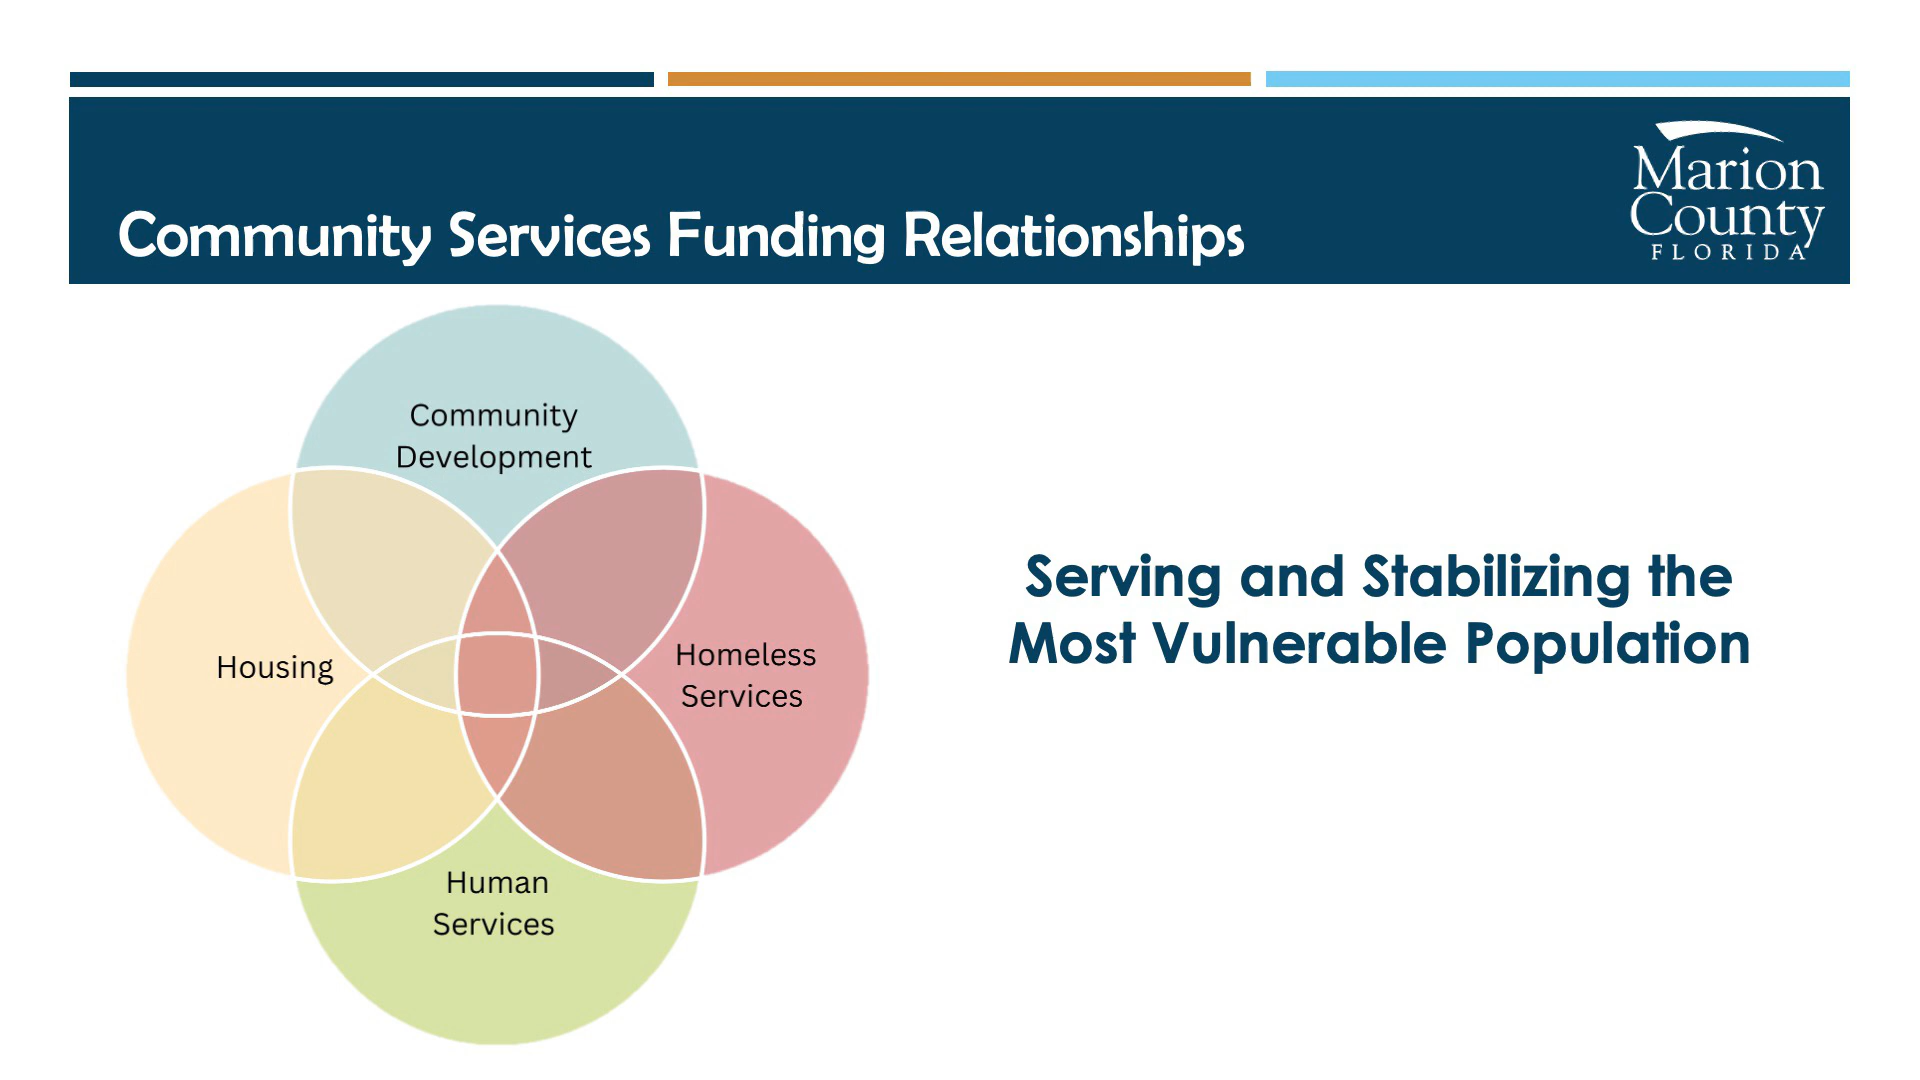 Community Services Funding Relationships
Marion
County
FLORIDA
Community
Development
Housing
Homeless
Services
Human
Services
Serving and Stabilizing the
Most Vulnerable Population